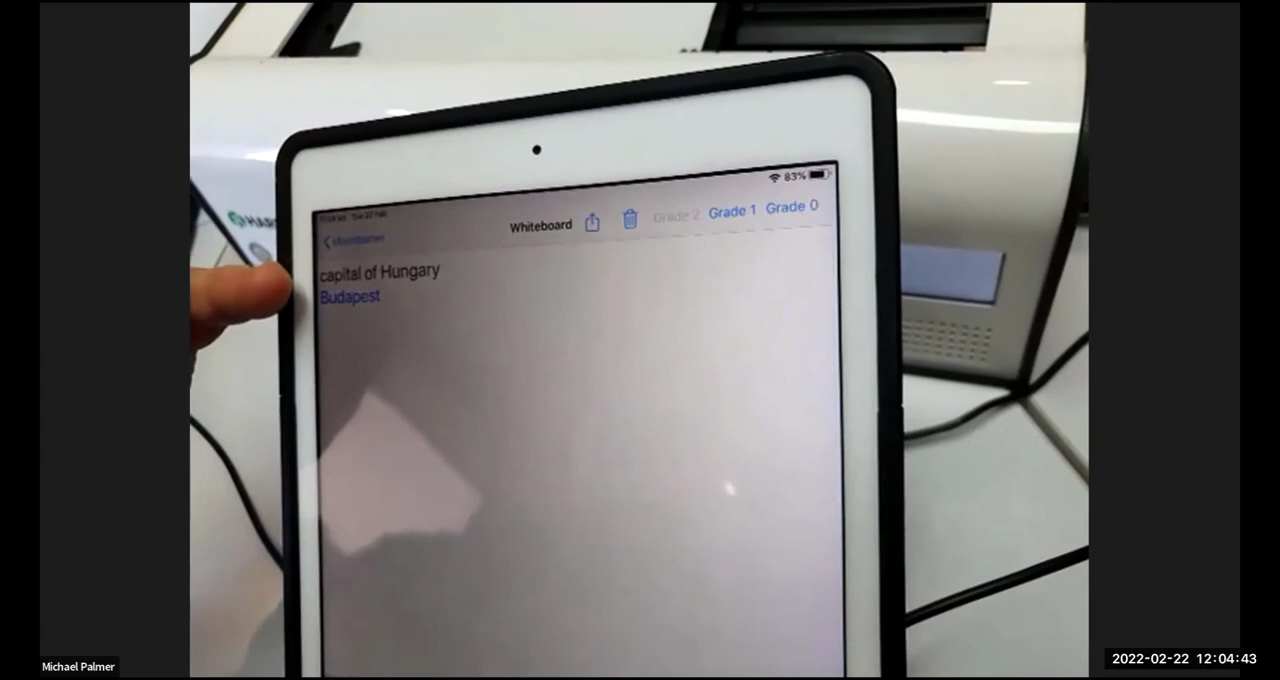 83%
Whiteboard Grade 2 Grade 1 Grade 0
capital of Hungary
Budapest
Michael Palmer
2022-02-22 12:04:43